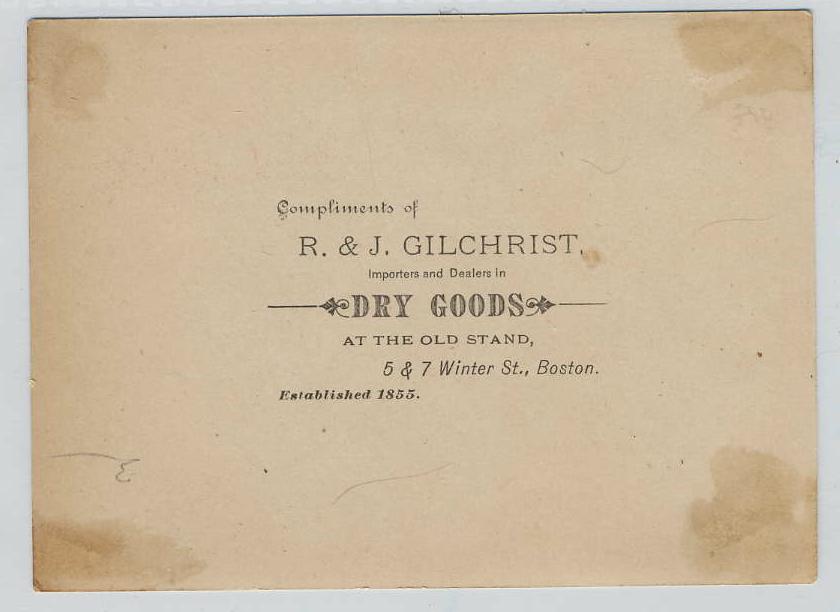 Compliments of
R. & J. GILCHRIST,
Importers and Dealers in
DRY GOODS
AT THE OLD STAND,
5 & 7 Winter St., Boston.
Established 1855.
3